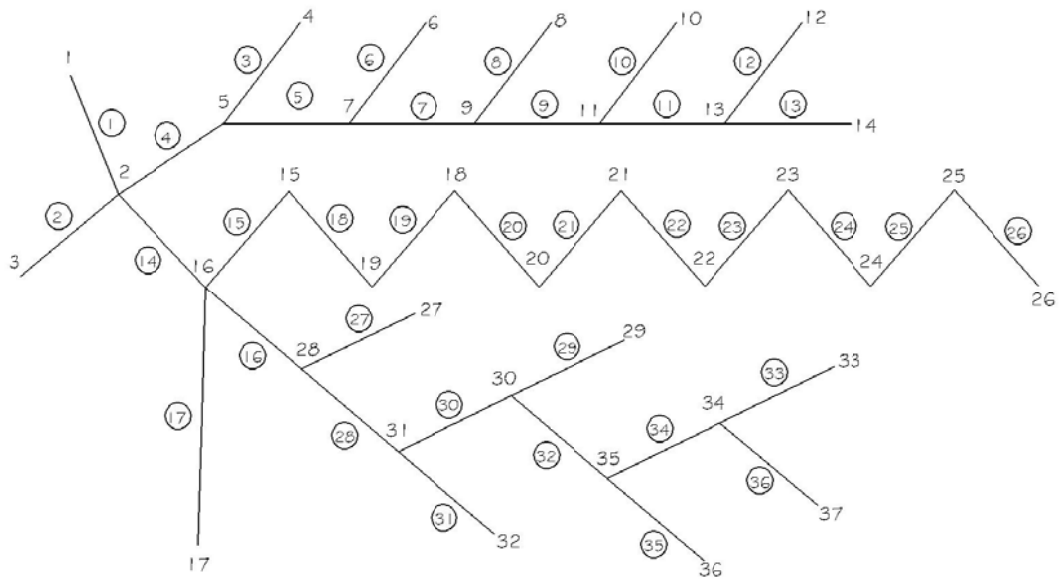 4 6 8 10 12
1 ③ ⑥ ⑧ ⑩ ⑫
5 ⑤ 7 ⑦ 9 ⑨ 11 ⑪ 13 ⑬
① ④ 14
2 15 18 21 23 25
② ⑮ ⑱ ⑲ ⑳ ㉑ ㉒ ㉓ ㉔ ㉕ ㉖
3 ⑭ 16 19 20 22 24 26
㉗ 27
⑯ 28 ㉙ 29
30 ㉝ 33
⑰ ㉚ 34
㉘ 31 ㉞
㉜ 35 ㊱
㉛ 32 37
17 ㉟ 36